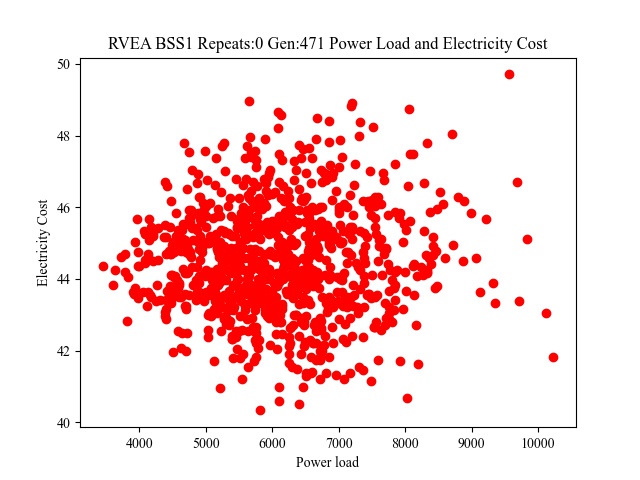 RVEA BSS1 Repeats:0 Gen:471 Power Load and Electricity Cost
50
48
46
44
42
40
Electricity Cost
4000 5000 6000 7000 8000 9000 10000
Power load